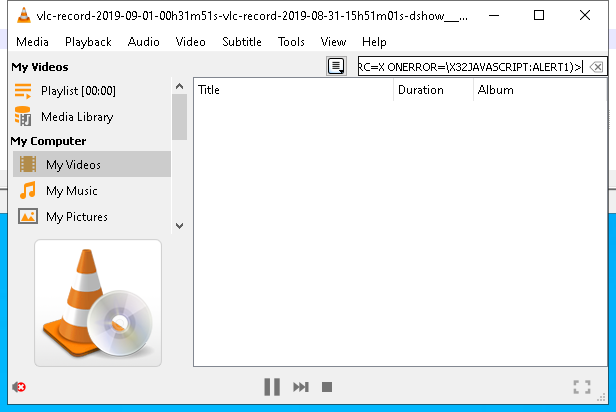 vlc-record-2019-09-01-00h31m51s-vlc-record-2019-08-31-15h51m01s-dshow__...
Media Playback Audio Video Subtitle Tools View Help
My Videos
RC=X ONERROR=\X32JAVASCRIPT:ALERT1)>
Playlist [00:00]
Title Duration Album
Media Library
My Computer
My Videos
My Music
My Pictures